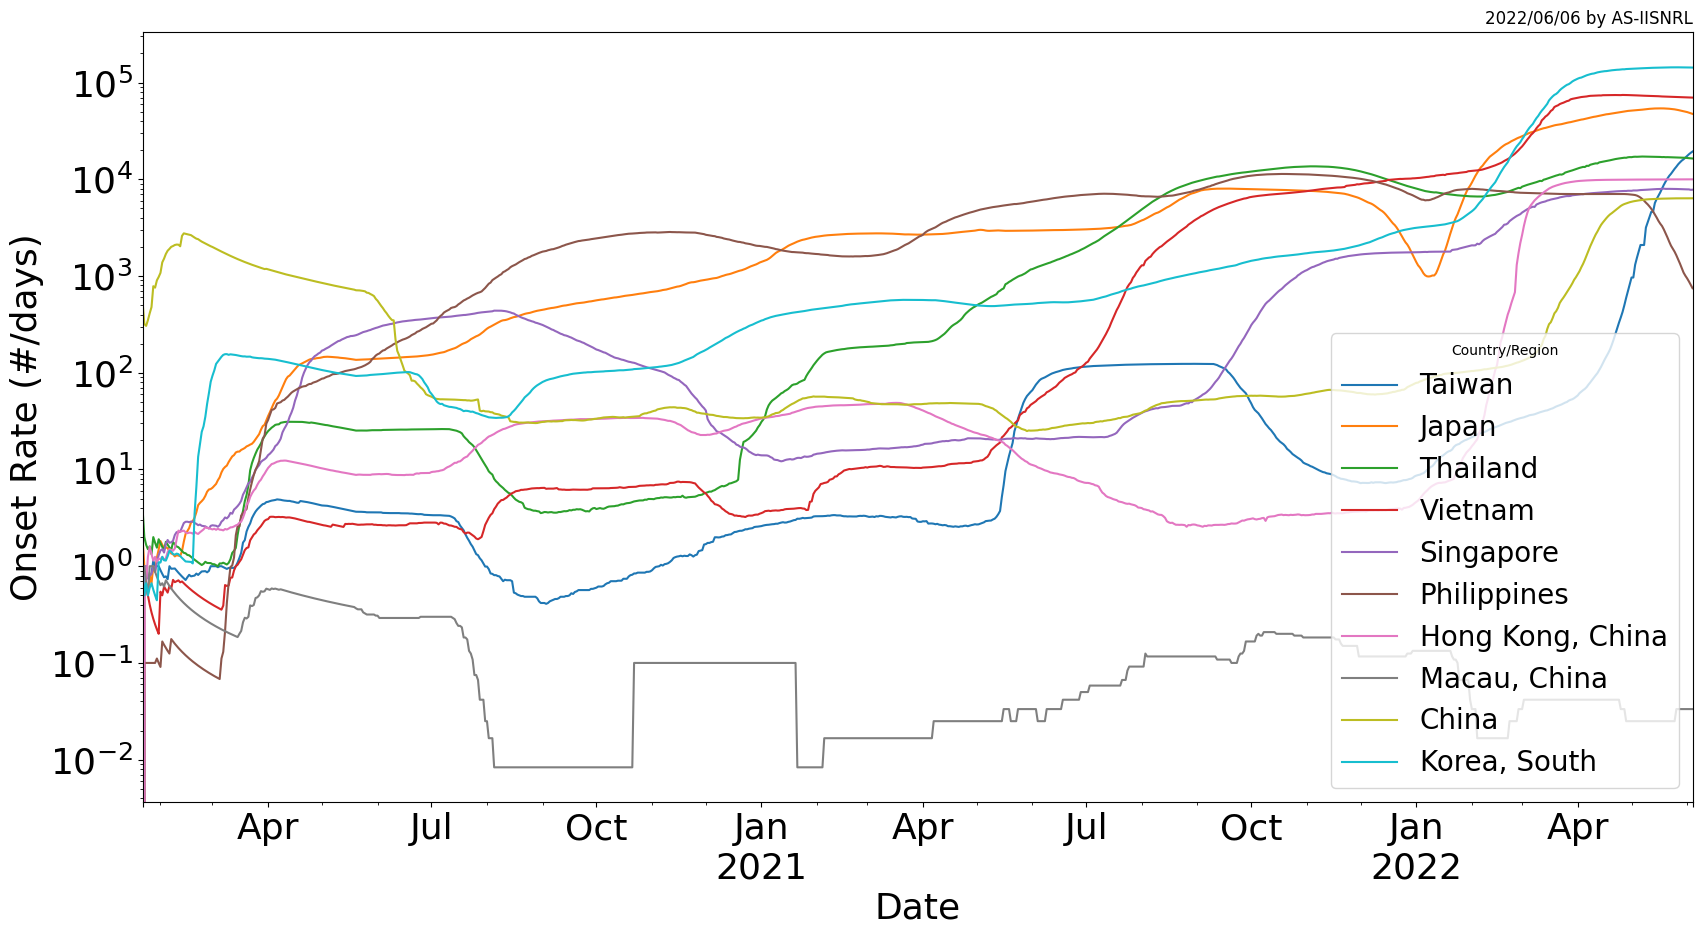 2022/06/06 by AS-IISNRL
Onset Rate (#/days)
10^5
10^4
10^3
10^2
10^1
10^0
10^-1
10^-2
Country/Region
Taiwan
Japan
Thailand
Vietnam
Singapore
Philippines
Hong Kong, China
Macau, China
China
Korea, South
Apr Jul Oct Jan Apr Jul Oct Jan Apr
2021 2022
Date